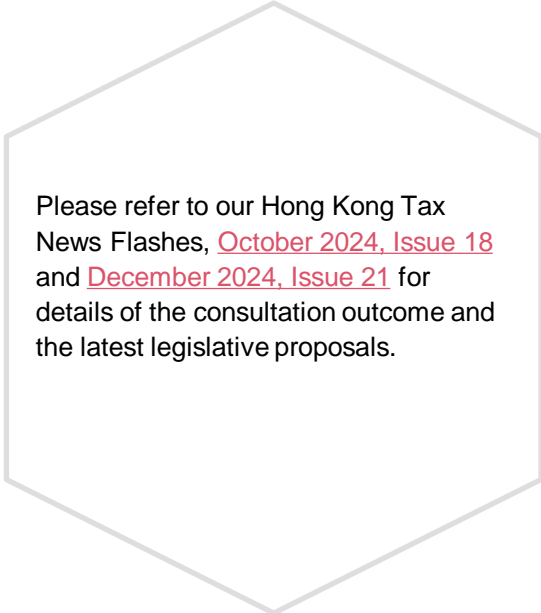 Please refer to our Hong Kong Tax
News Flashes, October 2024, Issue 18
and December 2024, Issue 21 for
details of the consultation outcome and
the latest legislative proposals.